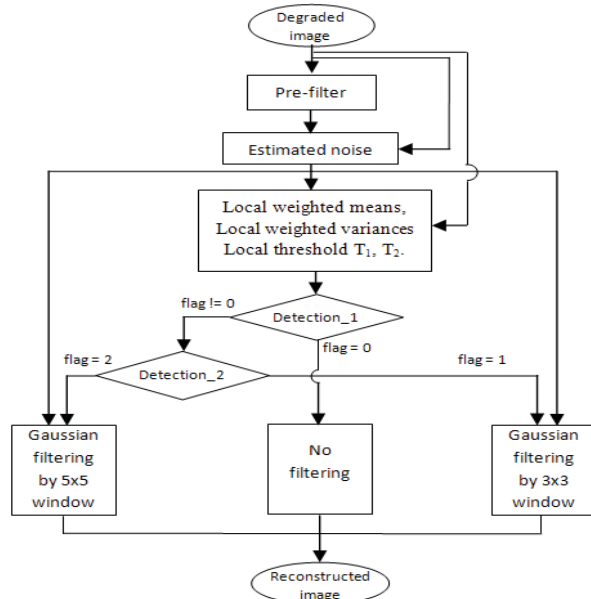 Degraded
image
Pre-filter
Estimated noise
Local weighted means,
Local weighted variances
Local threshold T₁, T₂.
flag != 0
Detection_1
flag = 0
flag = 2
Detection_2
flag = 1
Gaussian
filtering
by 5x5
window
No
filtering
Gaussian
filtering
by 3x3
window
Reconstructed
image